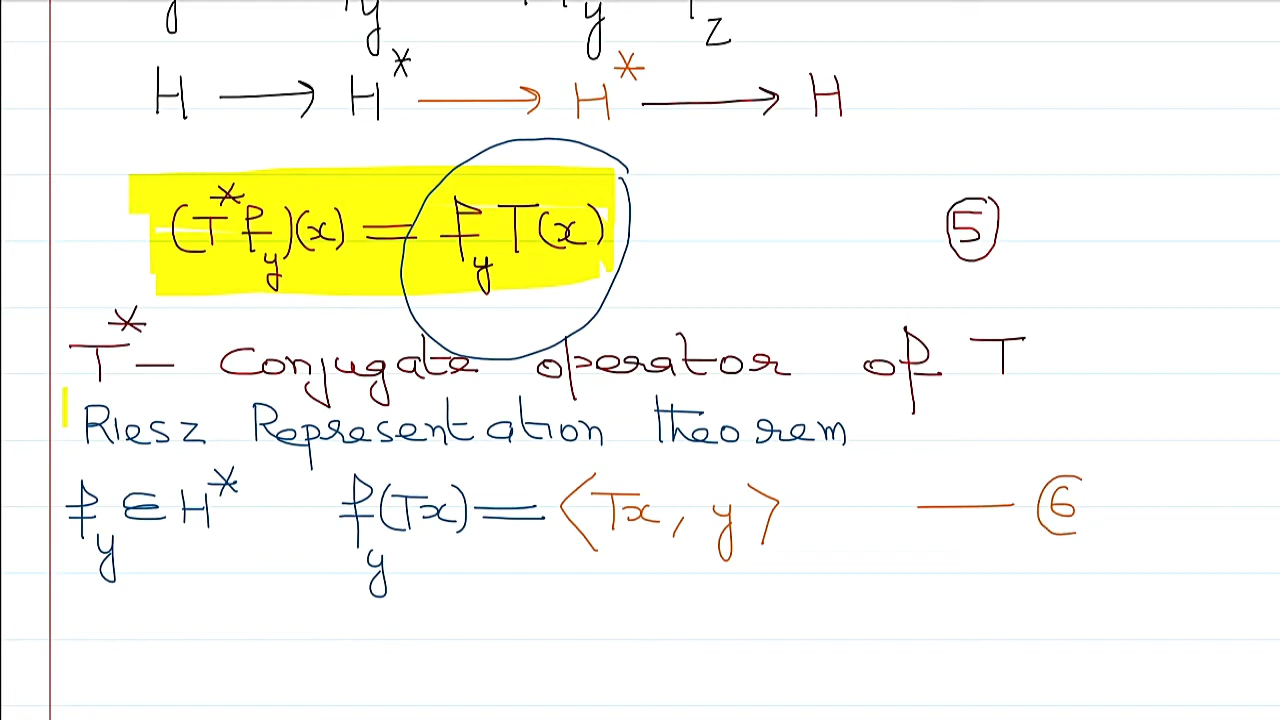 H ⟶ H* ⟶ H* ⟶ H
(T*f_y)(x) = f_y T(x) ⑤
T* – Conjugate operator of T
Riesz Representation theorem
f_y ∈ H* f_y(Tx) = ⟨Tx, y⟩ — ⑥